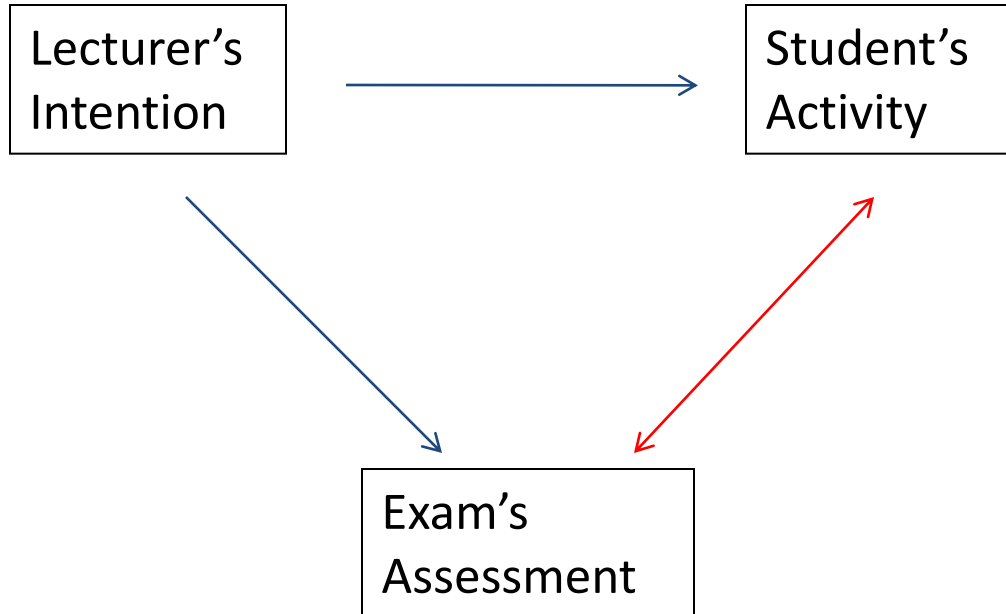 Lecturer’s
Intention
Student’s
Activity
Exam’s
Assessment